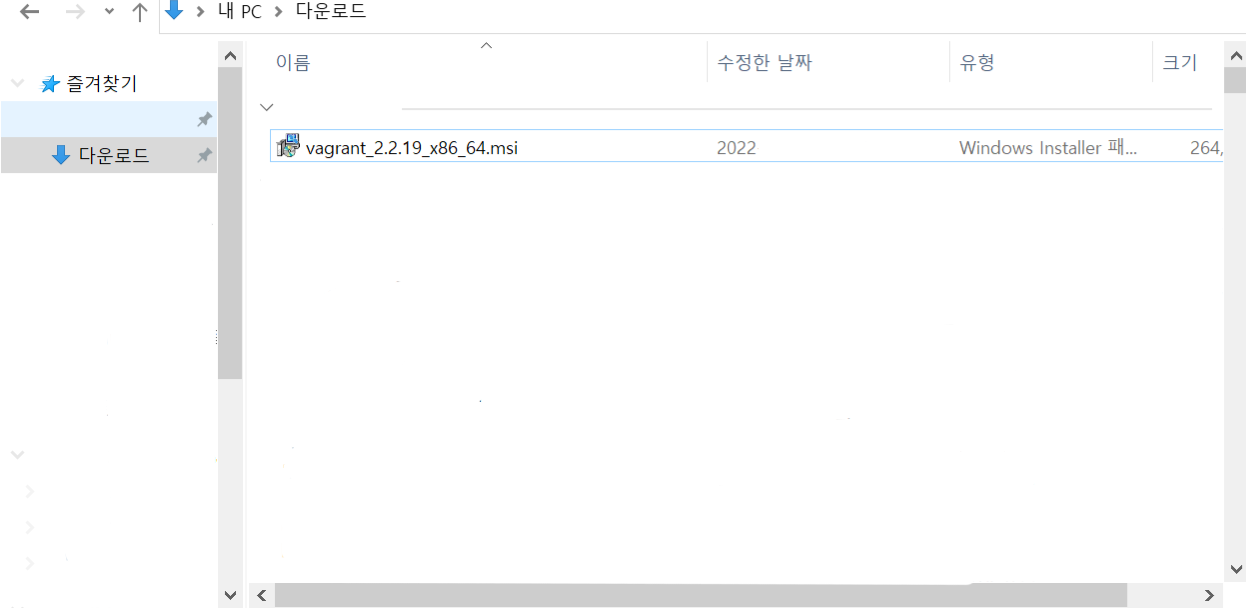 내 PC > 다운로드
즐겨찾기
다운로드
이름 수정한 날짜 유형 크기
vagrant_2.2.19_x86_64.msi 2022 Windows Installer 패... 264,